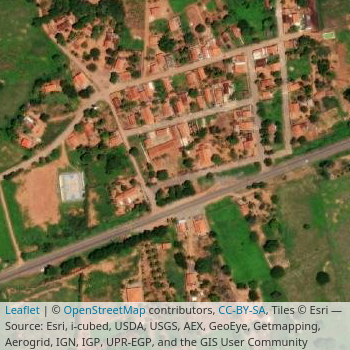 Leaflet | © OpenStreetMap contributors, CC-BY-SA, Tiles © Esri —
Source: Esri, i-cubed, USDA, USGS, AEX, GeoEye, Getmapping,
Aerogrid, IGN, IGP, UPR-EGP, and the GIS User Community